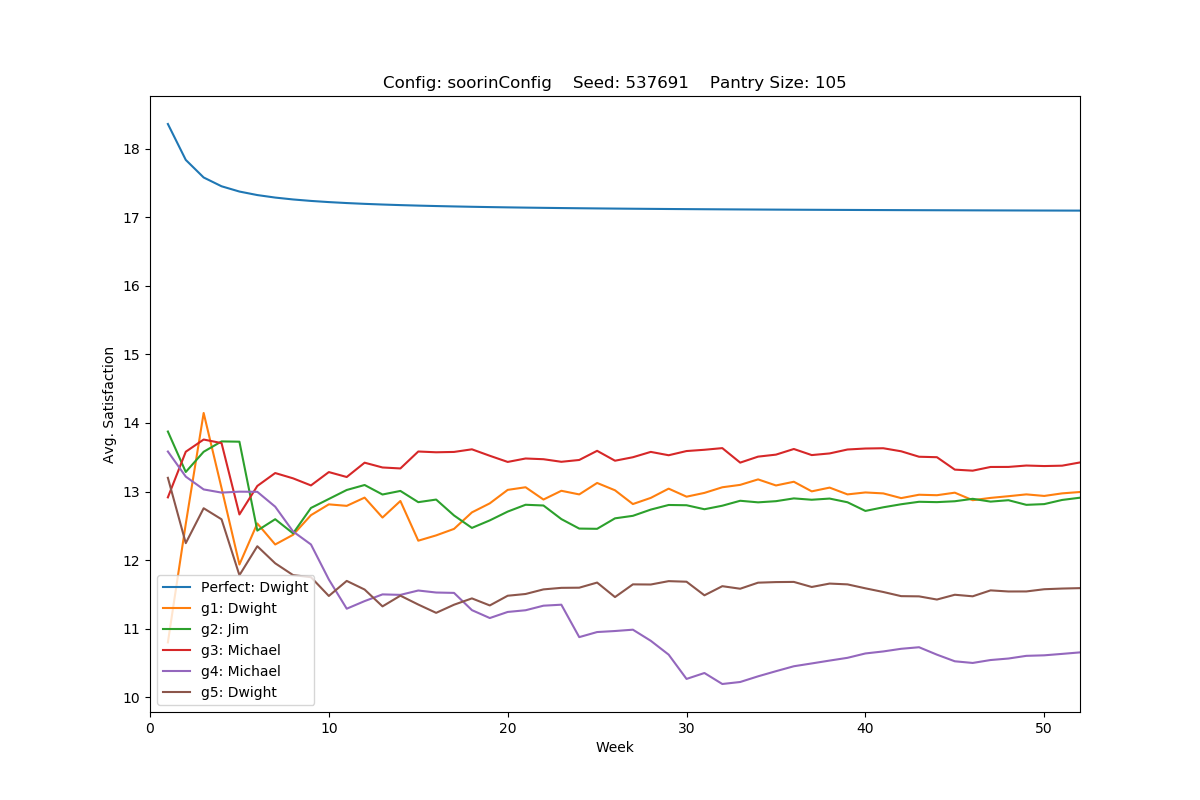 Config: soorinConfig    Seed: 537691    Pantry Size: 105
Avg. Satisfaction
18
17
16
15
14
13
12
11
10
Perfect: Dwight
g1: Dwight
g2: Jim
g3: Michael
g4: Michael
g5: Dwight
0 10 20 30 40 50
Week